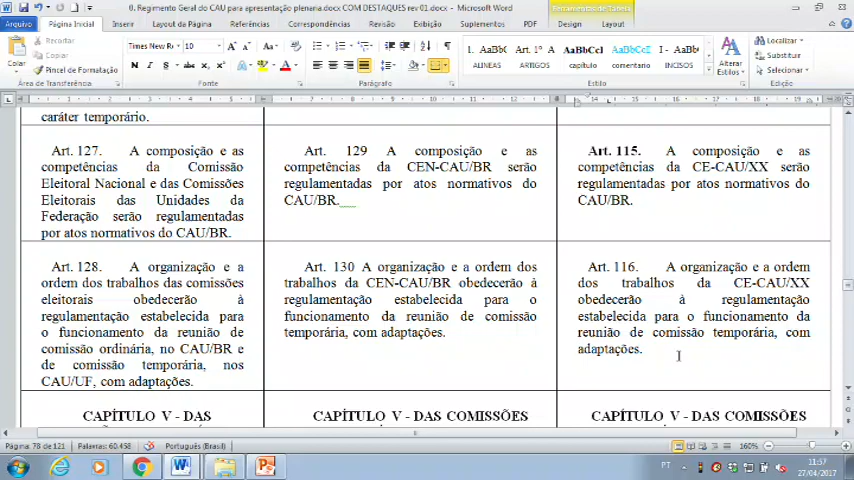 0. Regimento Geral do CAU para apresentação plenaria.docx COM DESTAQUES rev 01.docx - Microsoft Word
Arquivo Página Inicial Inserir Layout da Página Referências Correspondências Revisão Exibição Suplementos PDF Design Layout
Colar
Recortar
Copiar
Pincel de Formatação
Área de Transferência
Times New Ro 10
Fonte
Parágrafo
1. AaBbC Art. 1º A AaBbCcI AaBbCcE I - AaBb
ALINEAS ARTIGOS capítulo comentario INCISOS
Alterar
Estilos
Estilo
Localizar
Substituir
Selecionar
Edição
caráter temporário.
Art. 127. A composição e as
competências da Comissão
Eleitoral Nacional e das Comissões
Eleitorais das Unidades da
Federação serão regulamentadas
por atos normativos do CAU/BR.
Art. 129 A composição e as
competências da CEN-CAU/BR serão
regulamentadas por atos normativos do
CAU/BR.
Art. 115. A composição e as
competências da CE-CAU/XX serão
regulamentadas por atos normativos do
CAU/BR.
Art. 128. A organização e a
ordem dos trabalhos das comissões
eleitorais obedecerão à
regulamentação estabelecida para
o funcionamento da reunião de
comissão ordinária, no CAU/BR e
de comissão temporária, nos
CAU/UF, com adaptações.
Art. 130 A organização e a ordem dos
trabalhos da CEN-CAU/BR obedecerão à
regulamentação estabelecida para o
funcionamento da reunião de comissão
temporária, com adaptações.
Art. 116. A organização e a ordem
dos trabalhos da CE-CAU/XX
obedecerão à regulamentação
estabelecida para o funcionamento da
reunião de comissão temporária, com
adaptações.
CAPÍTULO V - DAS
CAPÍTULO V - DAS COMISSÕES
CAPÍTULO V - DAS COMISSÕES
Página: 78 de 121 Palavras: 60.458 Português (Brasil) 160%
PT
11:37
27/04/2017